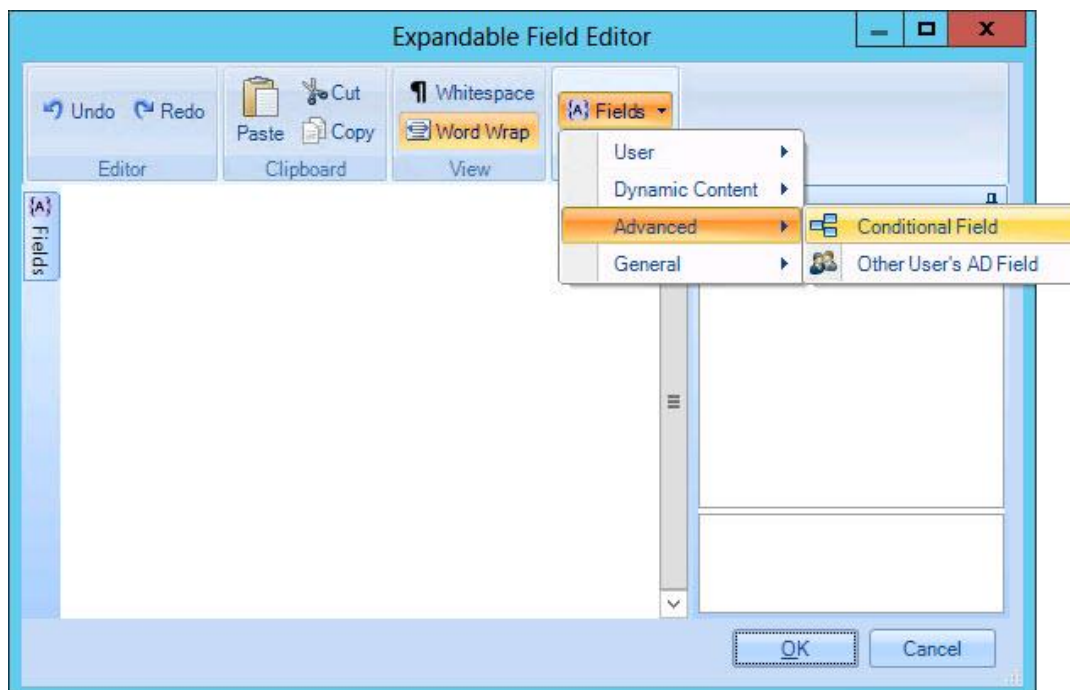 Expandable Field Editor
Undo Redo
Paste
Cut
Copy
Whitespace
Word Wrap
{A} Fields
Editor
Clipboard
View
User
Dynamic Content
Advanced
General
Conditional Field
Other User's AD Field
{A} Fields
OK
Cancel